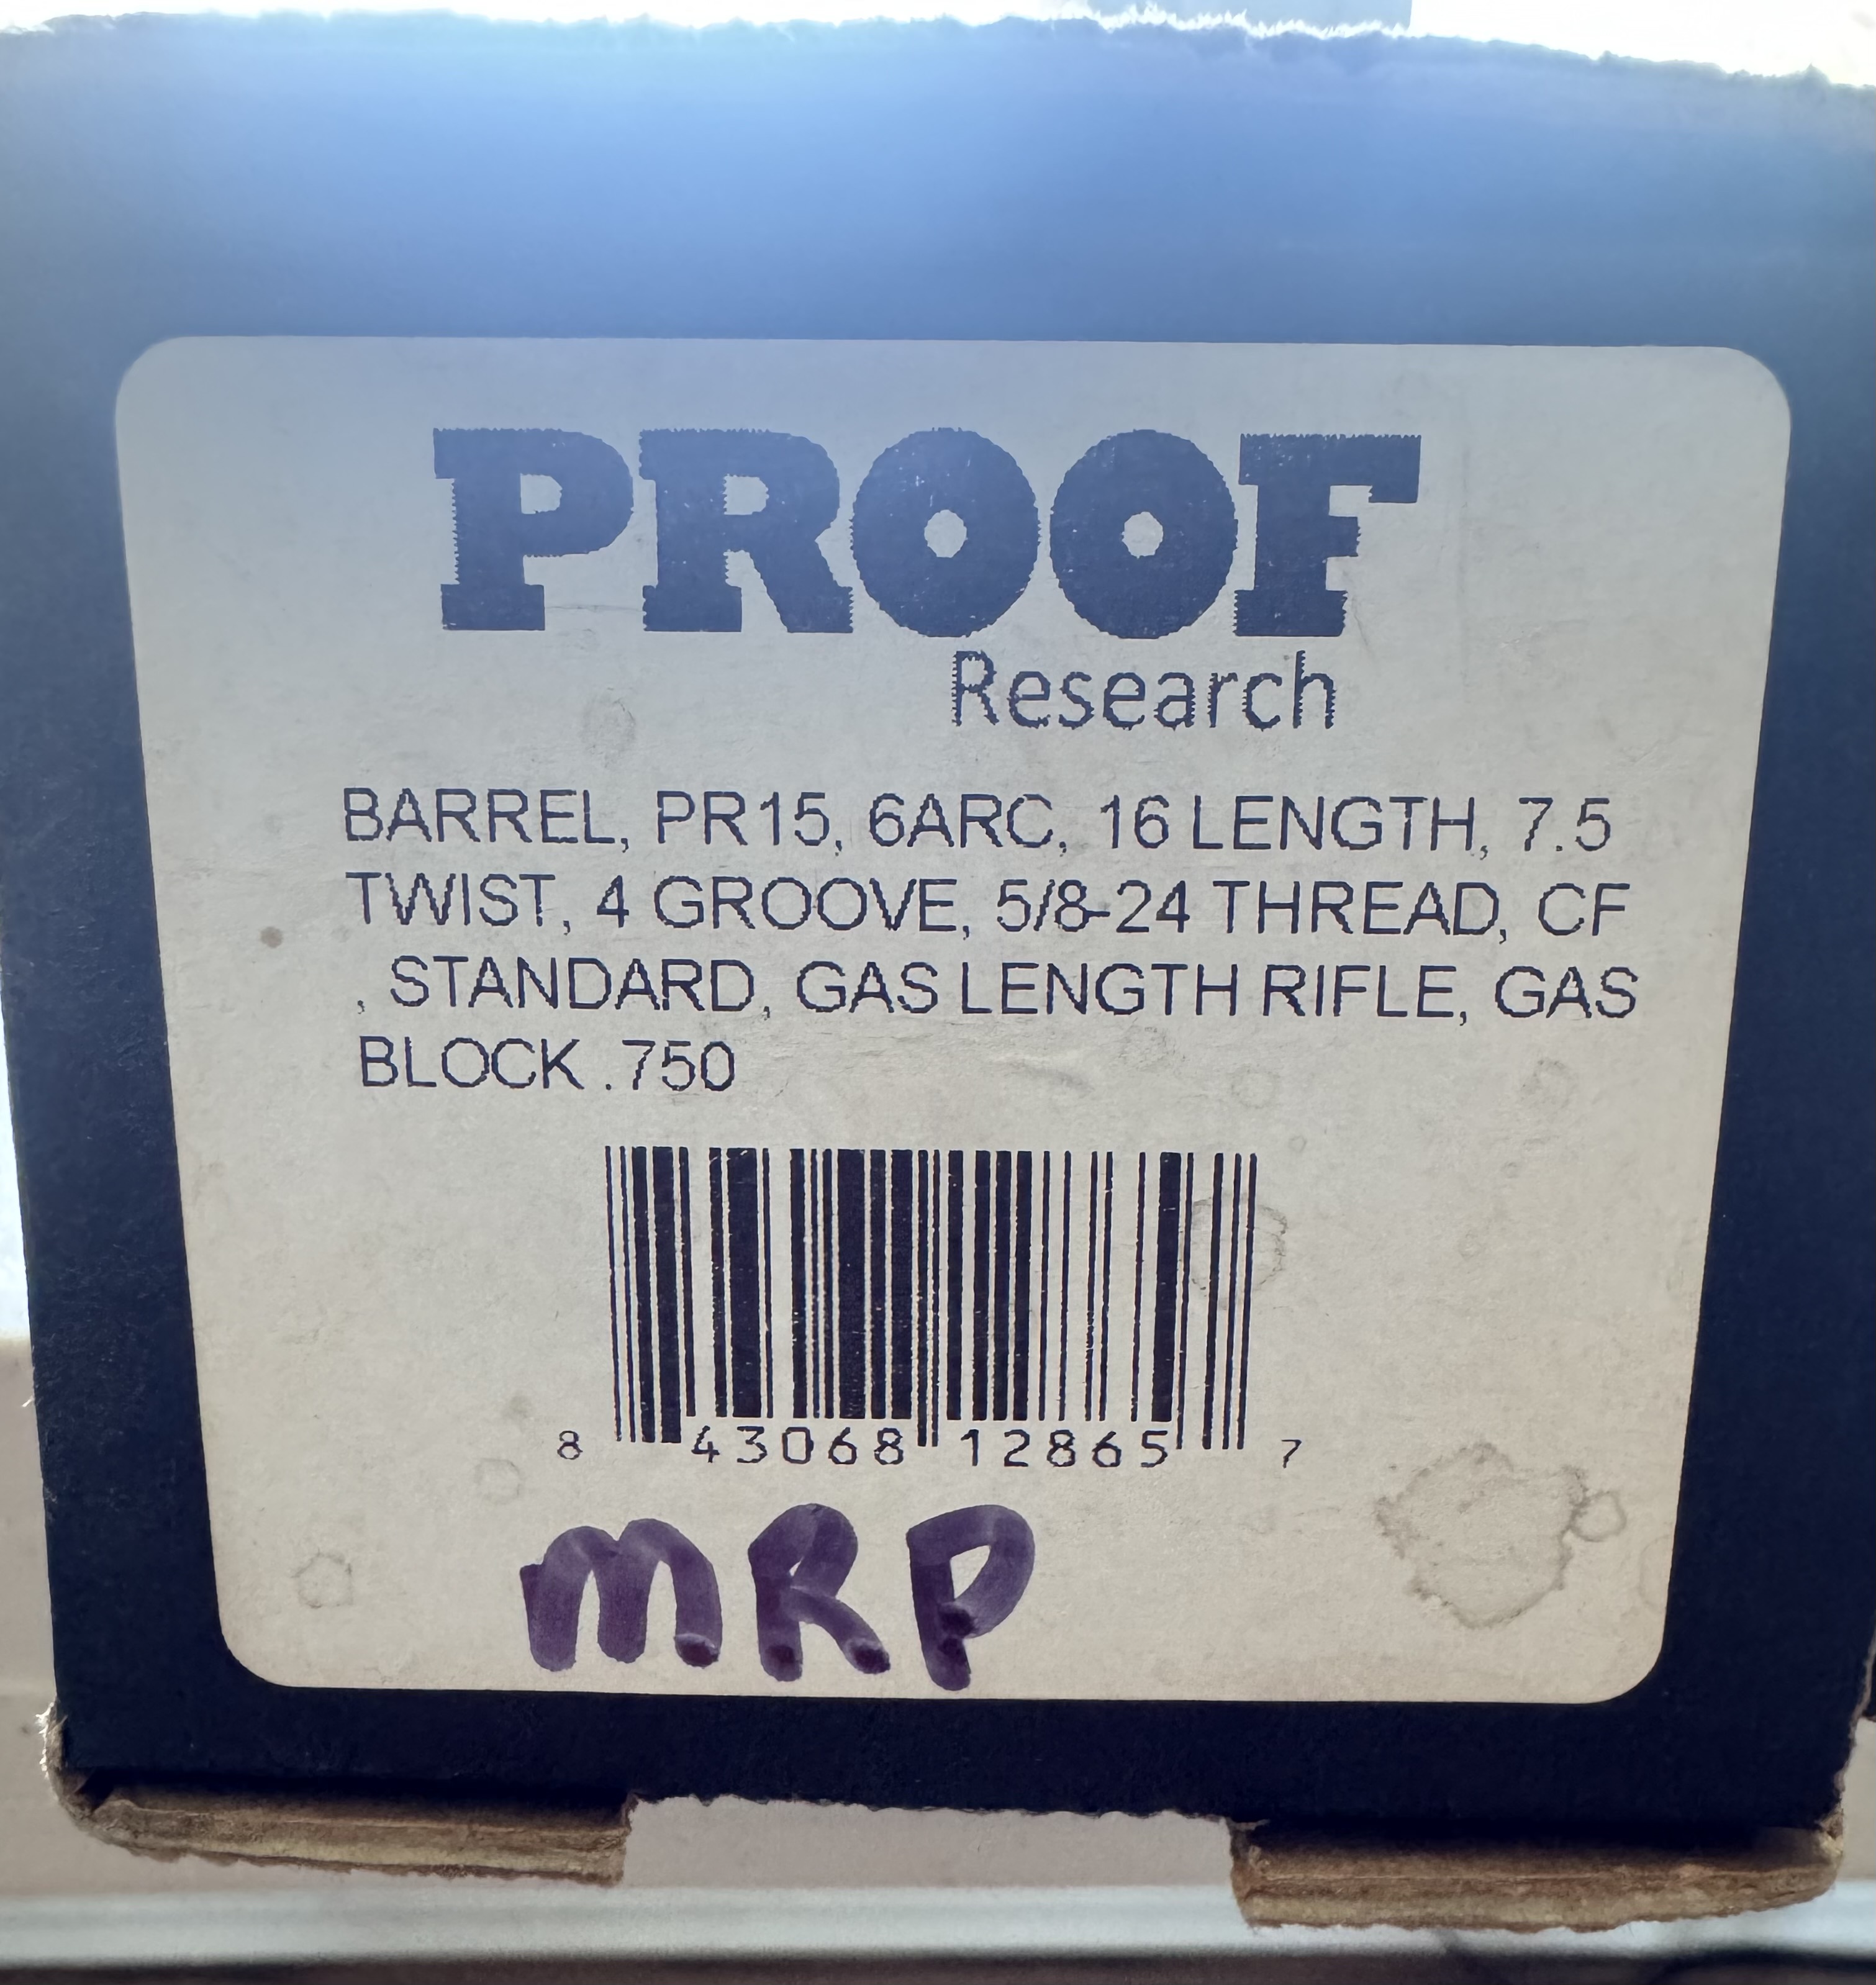 PROOF
Research
BARREL, PR15, 6ARC, 16 LENGTH, 7.5
TWIST, 4 GROOVE, 5/8-24 THREAD, CF
, STANDARD, GAS LENGTH RIFLE, GAS
BLOCK .750
8 43068 12865 7
MRP